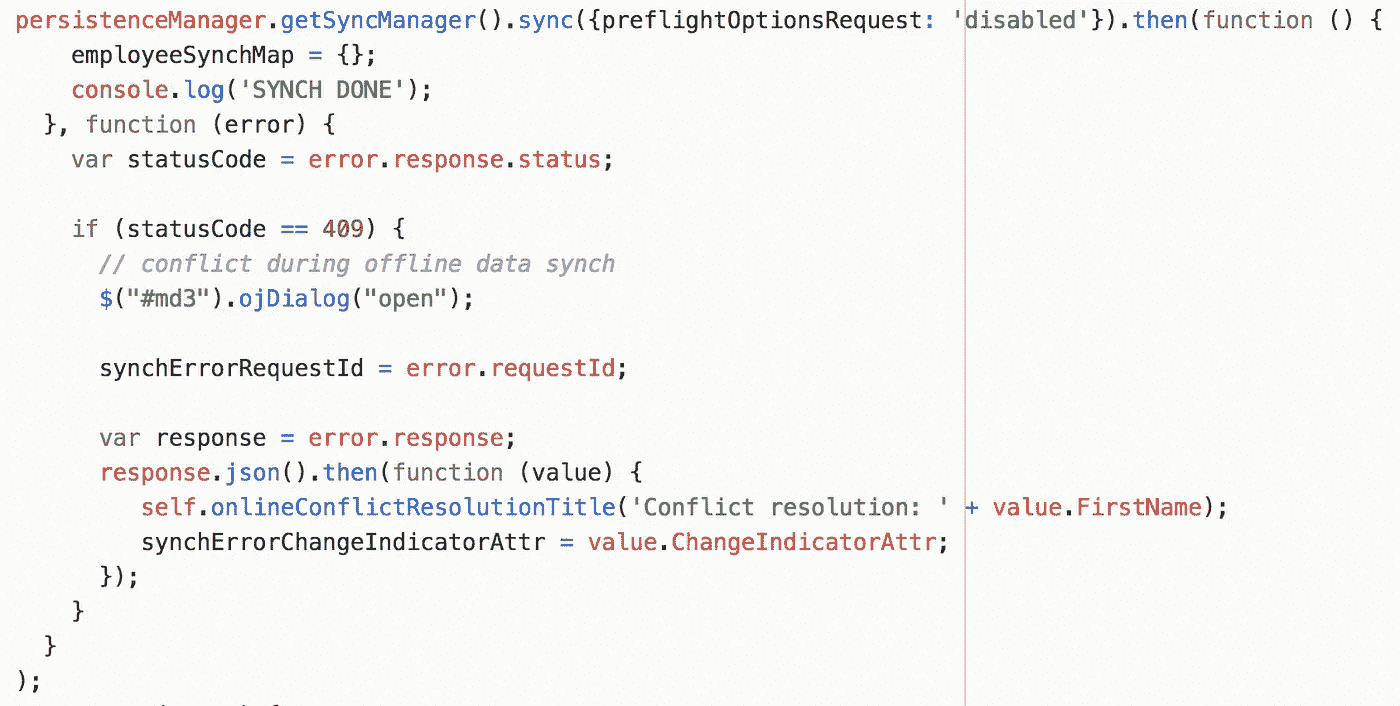 persistenceManager.getSyncManager().sync({preflightOptionsRequest: 'disabled'}).then(function () {
    employeeSynchMap = {};
    console.log('SYNCH DONE');
  }, function (error) {
    var statusCode = error.response.status;

    if (statusCode == 409) {
      // conflict during offline data synch
      $("#md3").ojDialog("open");

      synchErrorRequestId = error.requestId;

      var response = error.response;
      response.json().then(function (value) {
         self.onlineConflictResolutionTitle('Conflict resolution: ' + value.FirstName);
         synchErrorChangeIndicatorAttr = value.ChangeIndicatorAttr;
      });
    }
  }
);